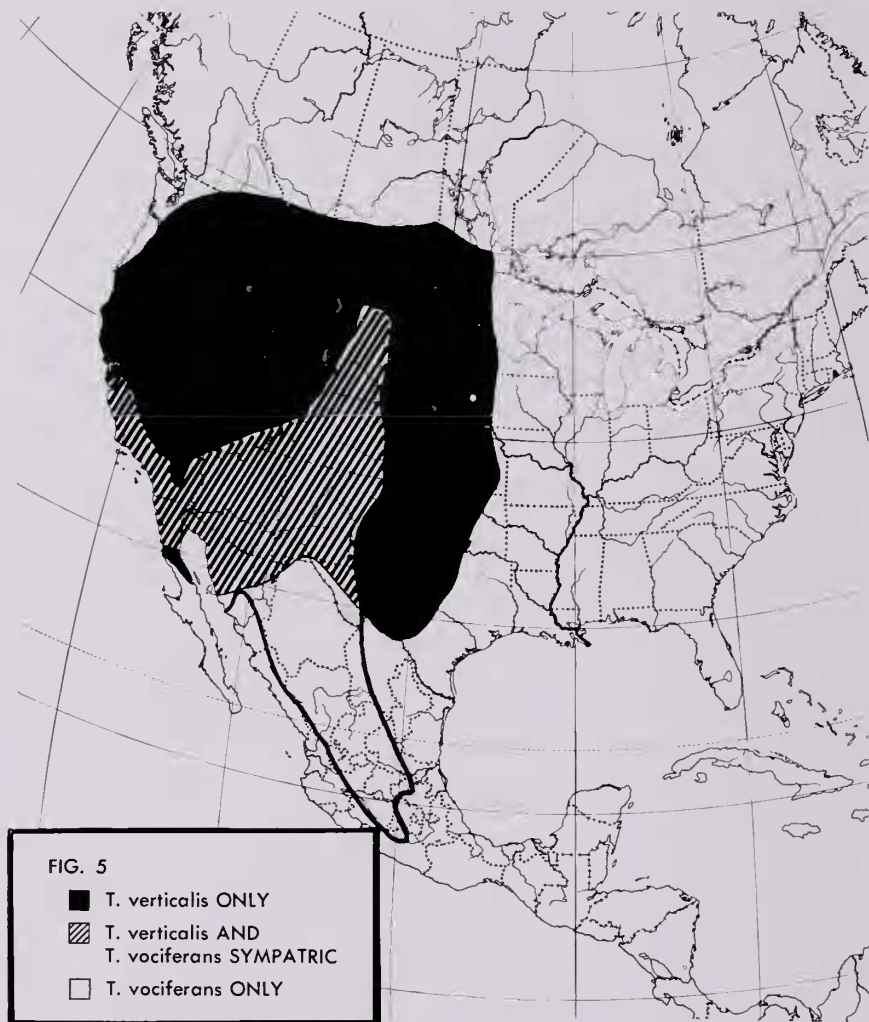 FIG. 5
T. verticalis ONLY
T. verticalis AND
T. vociferans SYMPATRIC
T. vociferans ONLY